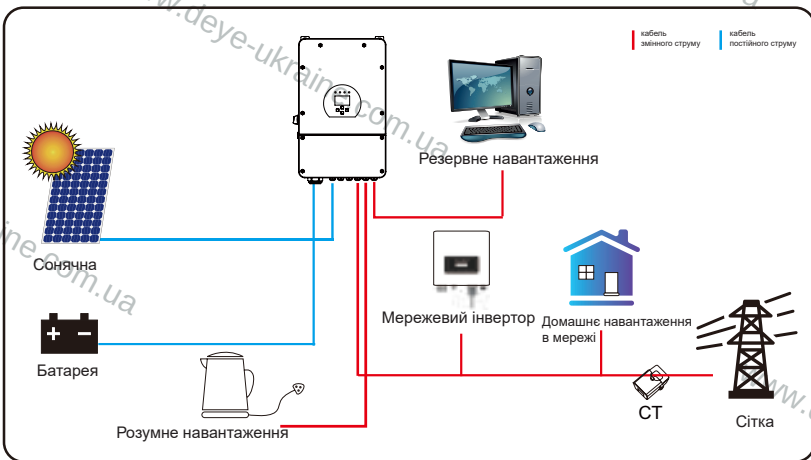 www.deye-ukraine.com.ua
кабель
змінного струму
кабель
постійного струму
Резервне навантаження
Сонячна
ine.com.ua
Мережевий інвертор
Домашнє навантаження
в мережі
Батарея
СТ
Сітка
Розумне навантаження